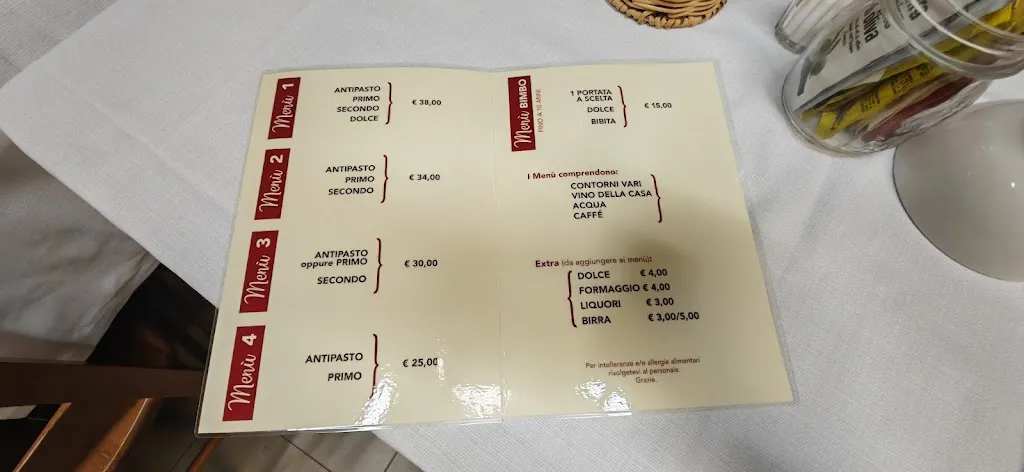 Menù 1
ANTIPASTO
PRIMO
SECONDO
DOLCE
€ 38,00
Menù 2
ANTIPASTO
PRIMO
SECONDO
€ 34,00
Menù 3
ANTIPASTO
oppure PRIMO
SECONDO
€ 30,00
Menù 4
ANTIPASTO
PRIMO
€ 25,00
Menù BIMBO
FINO A 10 ANNI
1 PORTATA
A SCELTA
DOLCE
BIBITA
€ 15,00
I Menù comprendono:
CONTORNI VARI
VINO DELLA CASA
ACQUA
CAFFÉ
Extra (da aggiungere ai menù):
DOLCE € 4,00
FORMAGGIO € 4,00
LIQUORI € 3,00
BIRRA € 3,00/5,00
Per intolleranze e/o allergie alimentari
rivolgetevi al personale.
Grazie.